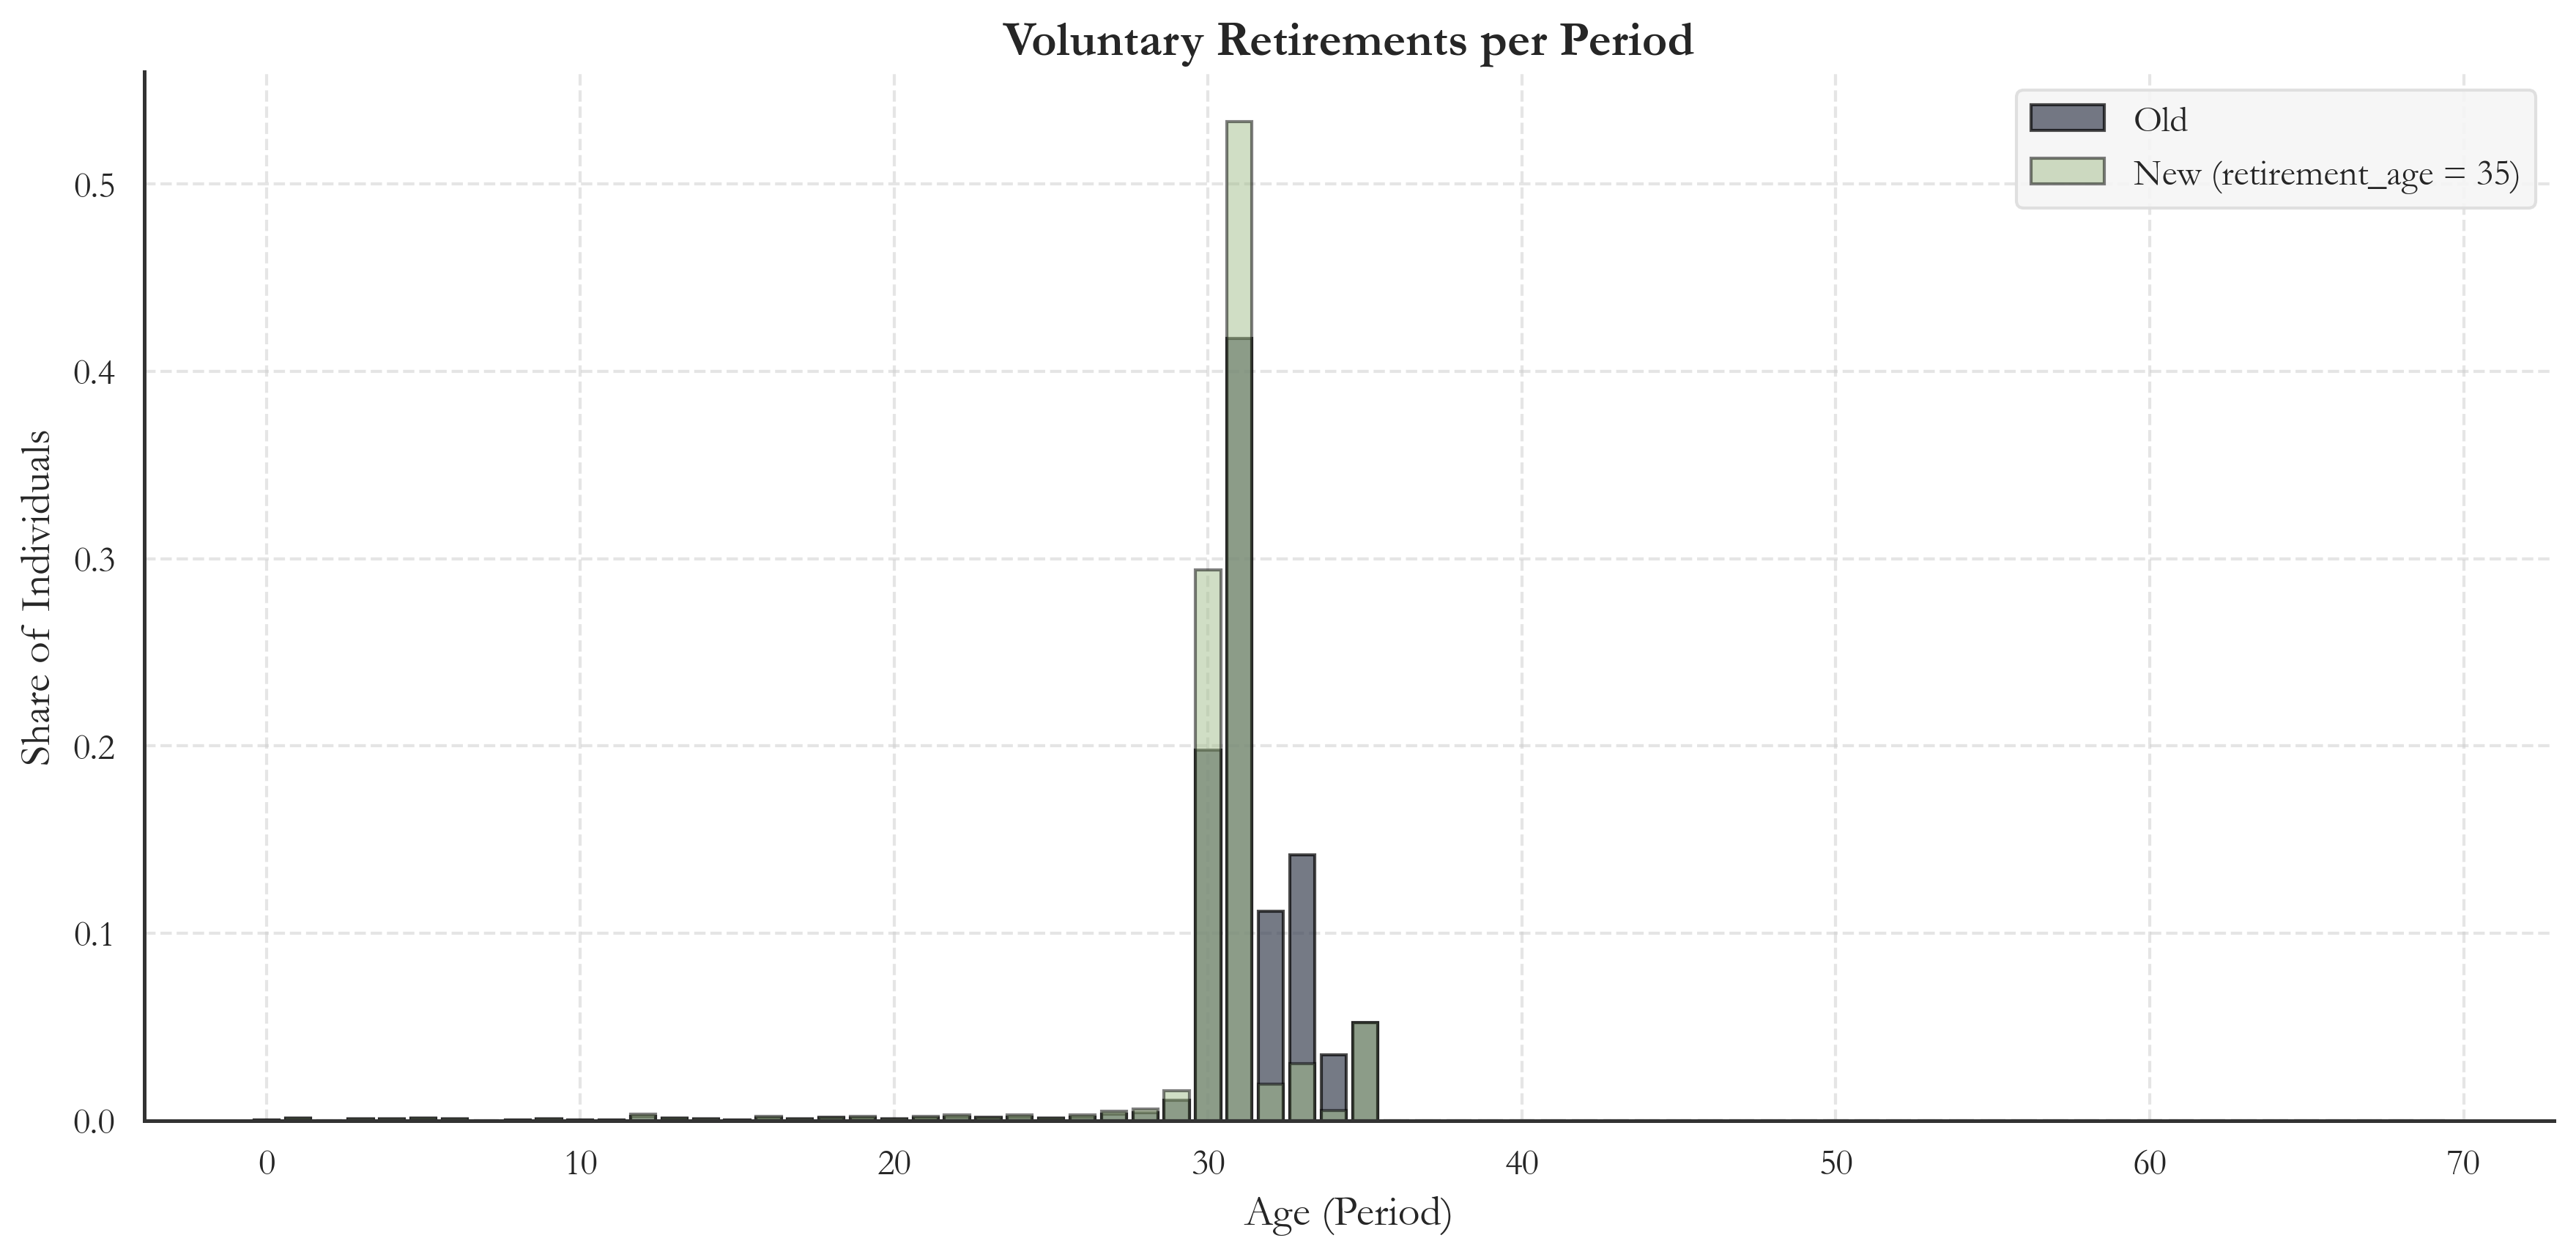 Voluntary Retirements per Period
Old
New (retirement_age = 35)
Share of Individuals
0.5
0.4
0.3
0.2
0.1
0.0
0 10 20 30 40 50 60 70
Age (Period)